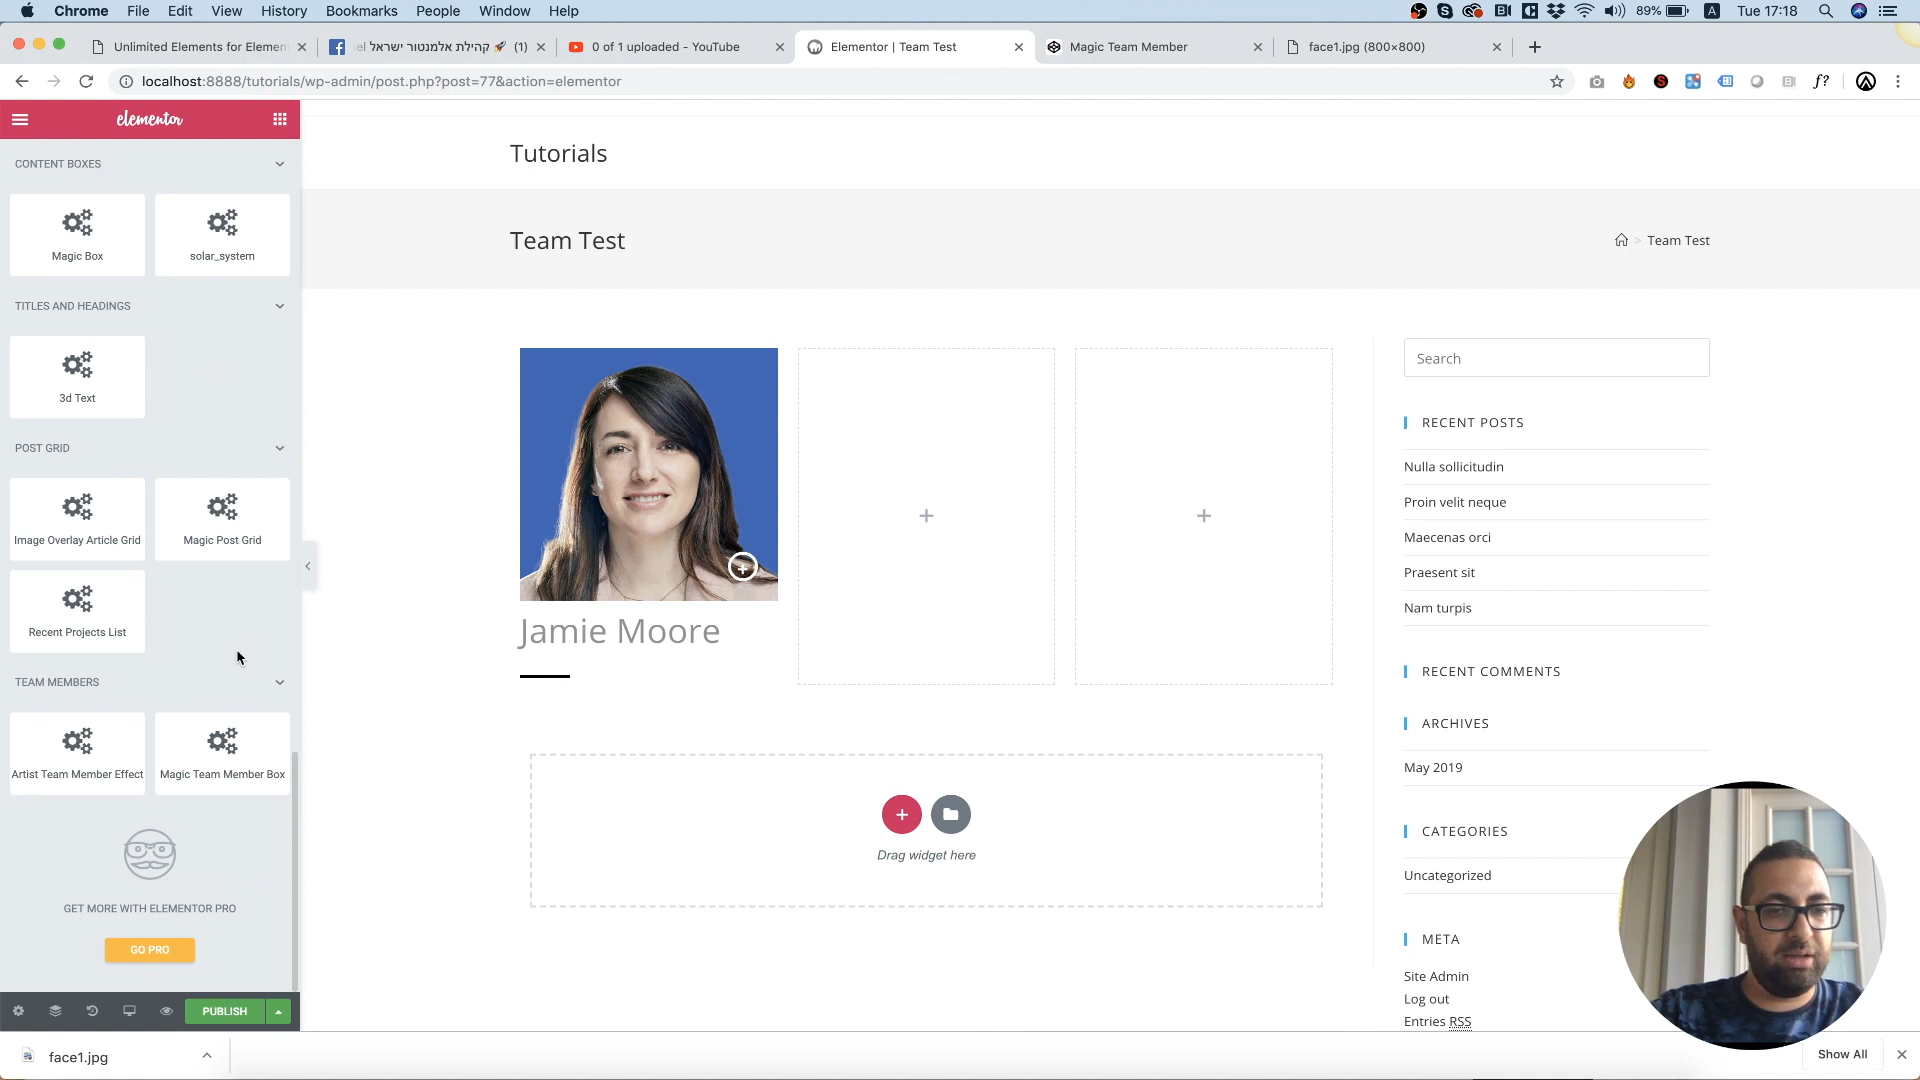 Chrome File Edit View History Bookmarks People Window Help
89% A Tue 17:18
Unlimited Elements for Elemen
(1) 🚀 קהילת אלמנטור ישראל el
0 of 1 uploaded - YouTube
Elementor | Team Test
Magic Team Member
face1.jpg (800×800)
localhost:8888/tutorials/wp-admin/post.php?post=77&action=elementor
f?
elementor
CONTENT BOXES
Magic Box
solar_system
TITLES AND HEADINGS
3d Text
POST GRID
Image Overlay Article Grid
Magic Post Grid
Recent Projects List
TEAM MEMBERS
Artist Team Member Effect
Magic Team Member Box
GET MORE WITH ELEMENTOR PRO
GO PRO
PUBLISH
Tutorials
Team Test
> Team Test
Jamie Moore
Drag widget here
Search
RECENT POSTS
Nulla sollicitudin
Proin velit neque
Maecenas orci
Praesent sit
Nam turpis
RECENT COMMENTS
ARCHIVES
May 2019
CATEGORIES
Uncategorized
META
Site Admin
Log out
Entries RSS
face1.jpg
Show All